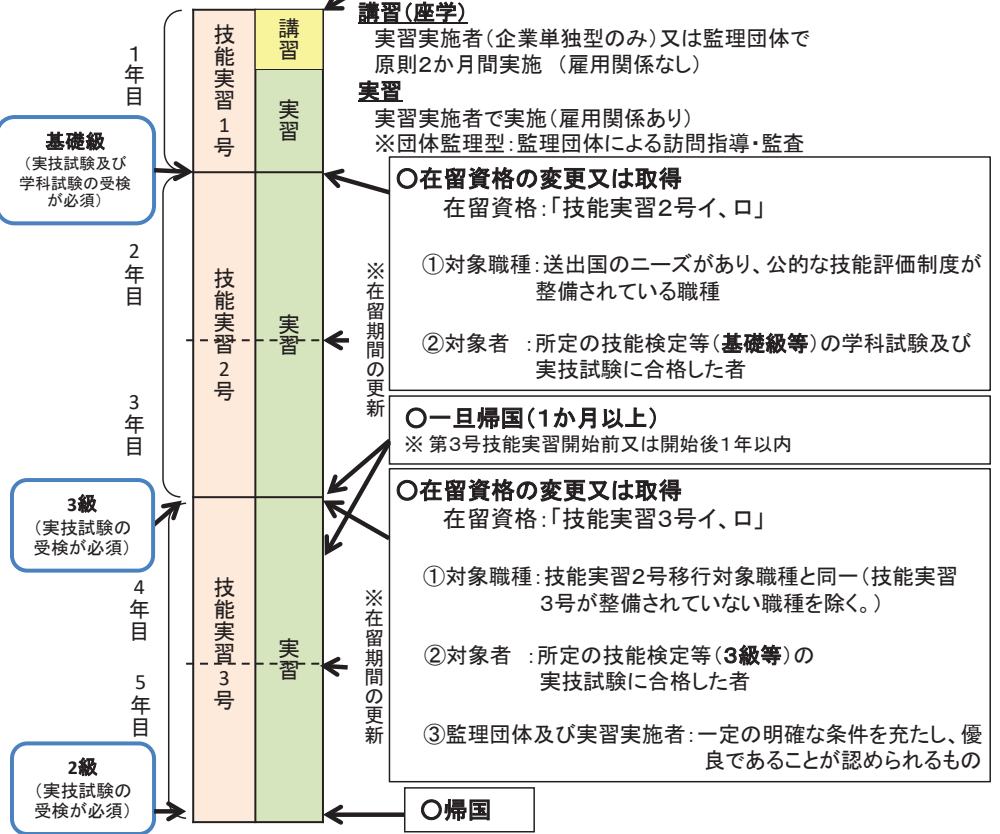 講習(座学)
実習実施者(企業単独型のみ)又は監理団体で
原則2か月間実施 (雇用関係なし)
実習
実習実施者で実施(雇用関係あり)
※団体監理型:監理団体による訪問指導・監査
1年目
技能実習1号
講習
実習
基礎級
(実技試験及び
学科試験の受検
が必須)
○在留資格の変更又は取得
在留資格:「技能実習2号イ、ロ」
①対象職種:送出国のニーズがあり、公的な技能評価制度が
整備されている職種
②対象者 :所定の技能検定等(基礎級等)の学科試験及び
実技試験に合格した者
2年目
技能実習2号
実習
※在留期間の更新
3年目
○一旦帰国(1か月以上)
※ 第3号技能実習開始前又は開始後1年以内
3級
(実技試験の
受検が必須)
○在留資格の変更又は取得
在留資格:「技能実習3号イ、ロ」
①対象職種:技能実習2号移行対象職種と同一(技能実習
3号が整備されていない職種を除く。)
②対象者 :所定の技能検定等(3級等)の
実技試験に合格した者
③監理団体及び実習実施者:一定の明確な条件を充たし、優
良であることが認められるもの
4年目
技能実習3号
実習
※在留期間の更新
5年目
2級
(実技試験の
受検が必須)
○帰国